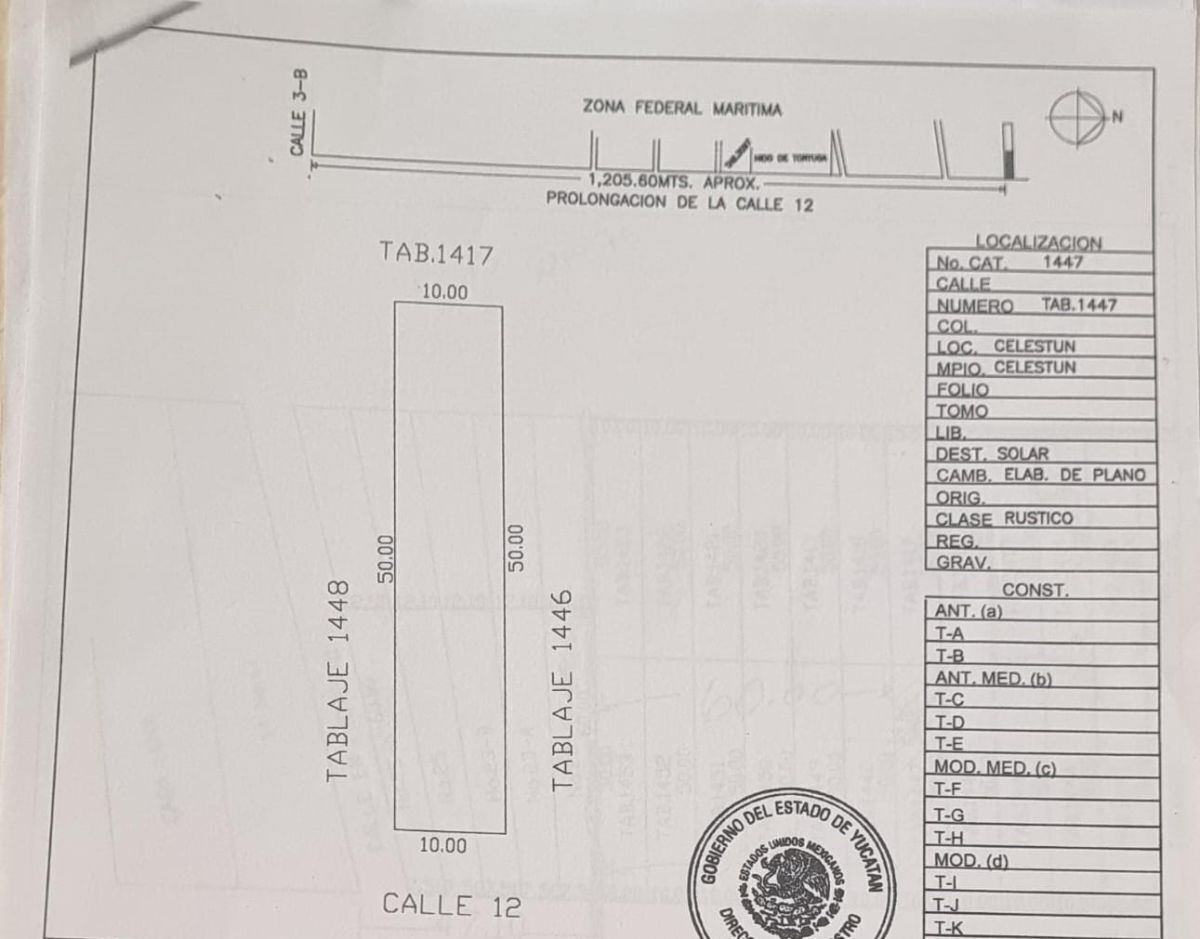 CALLE 3-B
ZONA FEDERAL MARITIMA
N
NIDO DE TORTUGA
1,205.60MTS. APROX.
PROLONGACION DE LA CALLE 12
TAB.1417
10.00
50.00
50.00
TABLAJE 1448
TABLAJE 1446
10.00
CALLE 12
LOCALIZACION
No. CAT. 1447
CALLE
NUMERO TAB.1447
COL.
LOC. CELESTUN
MPIO. CELESTUN
FOLIO
TOMO
LIB.
DEST. SOLAR
CAMB. ELAB. DE PLANO
ORIG.
CLASE RUSTICO
REG.
GRAV.
CONST.
ANT. (a)
T-A
T-B
ANT. MED. (b)
T-C
T-D
T-E
MOD. MED. (c)
T-F
T-G
T-H
MOD. (d)
T-I
T-J
T-K
GOBIERNO DEL ESTADO DE YUCATAN
ESTADOS UNIDOS MEXICANOS